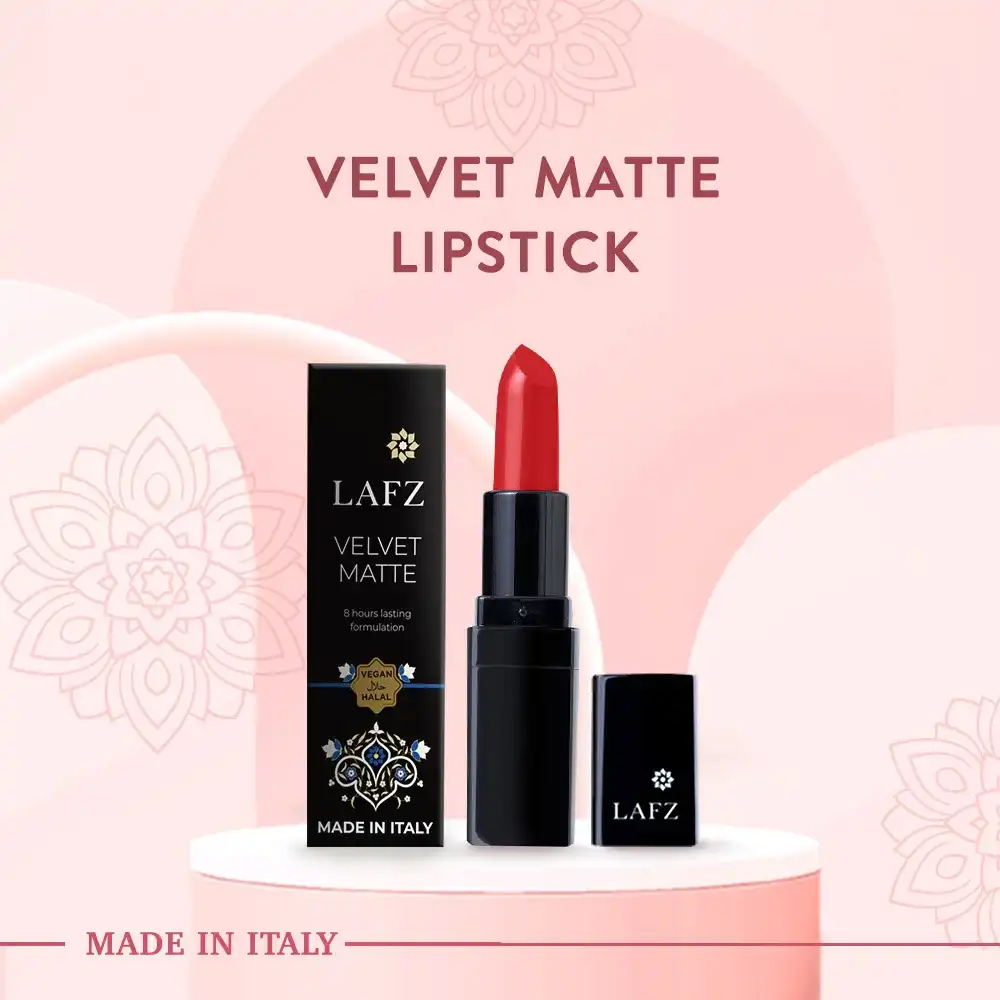 VELVET MATTE
LIPSTICK
LAFZ
VELVET
MATTE
8 hours lasting
formulation
VEGAN
حلال
HALAL
MADE IN ITALY
LAFZ
MADE IN ITALY